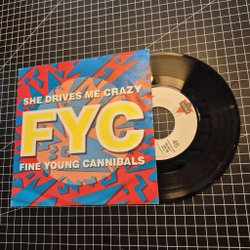 SHE DRIVES ME CRAZY
FYC
FINE YOUNG CANNIBALS